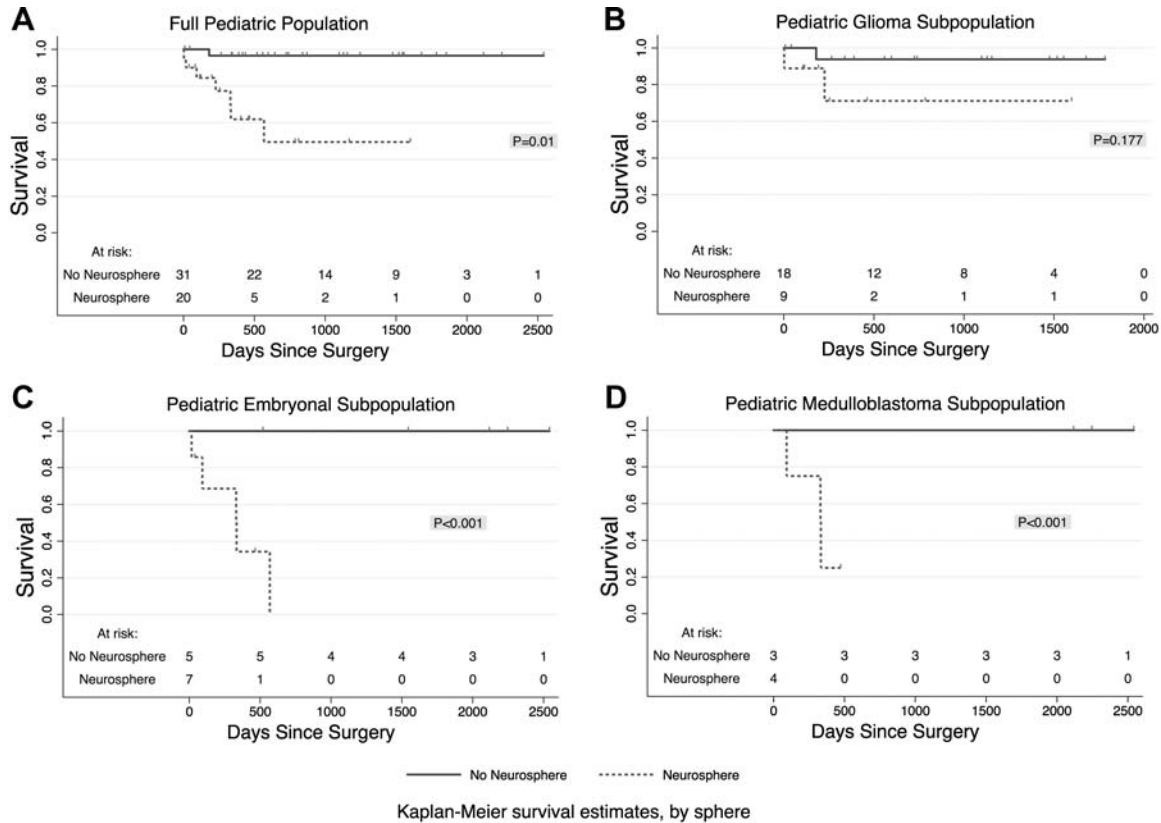 A
Full Pediatric Population
Survival
1.0
0.8
0.6
0.4
0.2
0.0
P=0.01
At risk:
No Neurosphere 31 22 14 9 3 1
Neurosphere 20 5 2 1 0 0
0 500 1000 1500 2000 2500
Days Since Surgery
B
Pediatric Glioma Subpopulation
Survival
1.0
0.8
0.6
0.4
0.2
0.0
P=0.177
At risk:
No Neurosphere 18 12 8 4 0
Neurosphere 9 2 1 1 0
0 500 1000 1500 2000
Days Since Surgery
C
Pediatric Embryonal Subpopulation
Survival
1.0
0.8
0.6
0.4
0.2
0.0
P<0.001
At risk:
No Neurosphere 5 5 4 4 3 1
Neurosphere 7 1 0 0 0 0
0 500 1000 1500 2000 2500
Days Since Surgery
D
Pediatric Medulloblastoma Subpopulation
Survival
1.0
0.8
0.6
0.4
0.2
0.0
P<0.001
At risk:
No Neurosphere 3 3 3 3 3 1
Neurosphere 4 0 0 0 0 0
0 500 1000 1500 2000 2500
Days Since Surgery
No Neurosphere Neurosphere
Kaplan-Meier survival estimates, by sphere